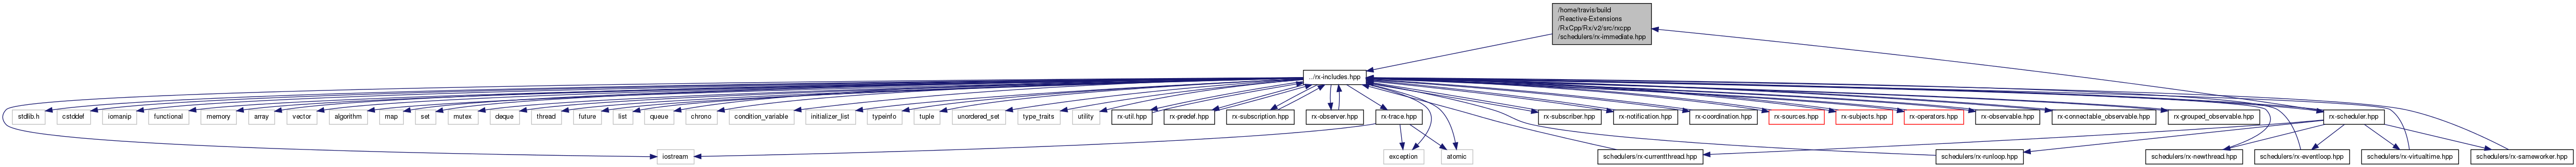 /home/travis/build
/Reactive-Extensions
/RxCpp/Rx/v2/src/rxcpp
/schedulers/rx-immediate.hpp
../rx-includes.hpp
stdlib.h
cstddef
iomanip
functional
memory
array
vector
algorithm
map
set
mutex
deque
thread
future
list
queue
chrono
condition_variable
initializer_list
typeinfo
tuple
unordered_set
type_traits
utility
rx-util.hpp
rx-predef.hpp
rx-subscription.hpp
rx-observer.hpp
rx-trace.hpp
rx-subscriber.hpp
rx-notification.hpp
rx-coordination.hpp
rx-sources.hpp
rx-subjects.hpp
rx-operators.hpp
rx-observable.hpp
rx-connectable_observable.hpp
rx-grouped_observable.hpp
rx-scheduler.hpp
iostream
exception
atomic
schedulers/rx-currentthread.hpp
schedulers/rx-runloop.hpp
schedulers/rx-newthread.hpp
schedulers/rx-eventloop.hpp
schedulers/rx-virtualtime.hpp
schedulers/rx-sameworker.hpp